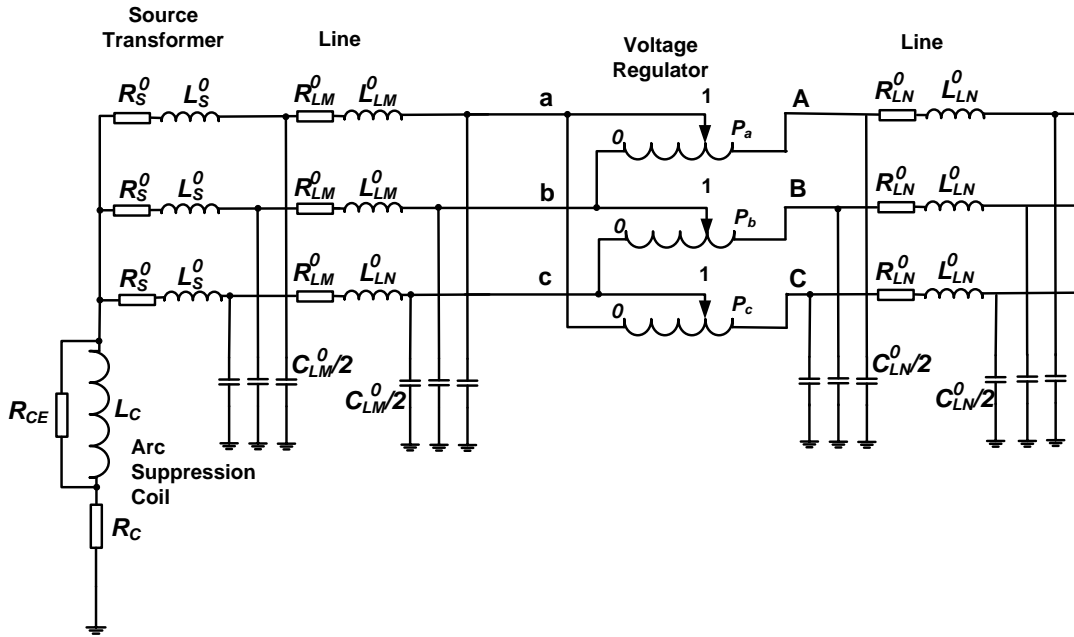 Source
Transformer
Line
Voltage
Regulator
Line
R_S^0 L_S^0 R_LM^0 L_LM^0 a 1 A R_LN^0 L_LN^0
0 P_a
R_S^0 L_S^0 R_LM^0 L_LM^0 b 1 B R_LN^0 L_LN^0
0 P_b
R_S^0 L_S^0 R_LM^0 L_LN^0 c 1 C R_LN^0 L_LN^0
0 P_c
C_LM^0/2 C_LM^0/2 C_LN^0/2 C_LN^0/2
R_CE L_C
Arc
Suppression
Coil
R_C